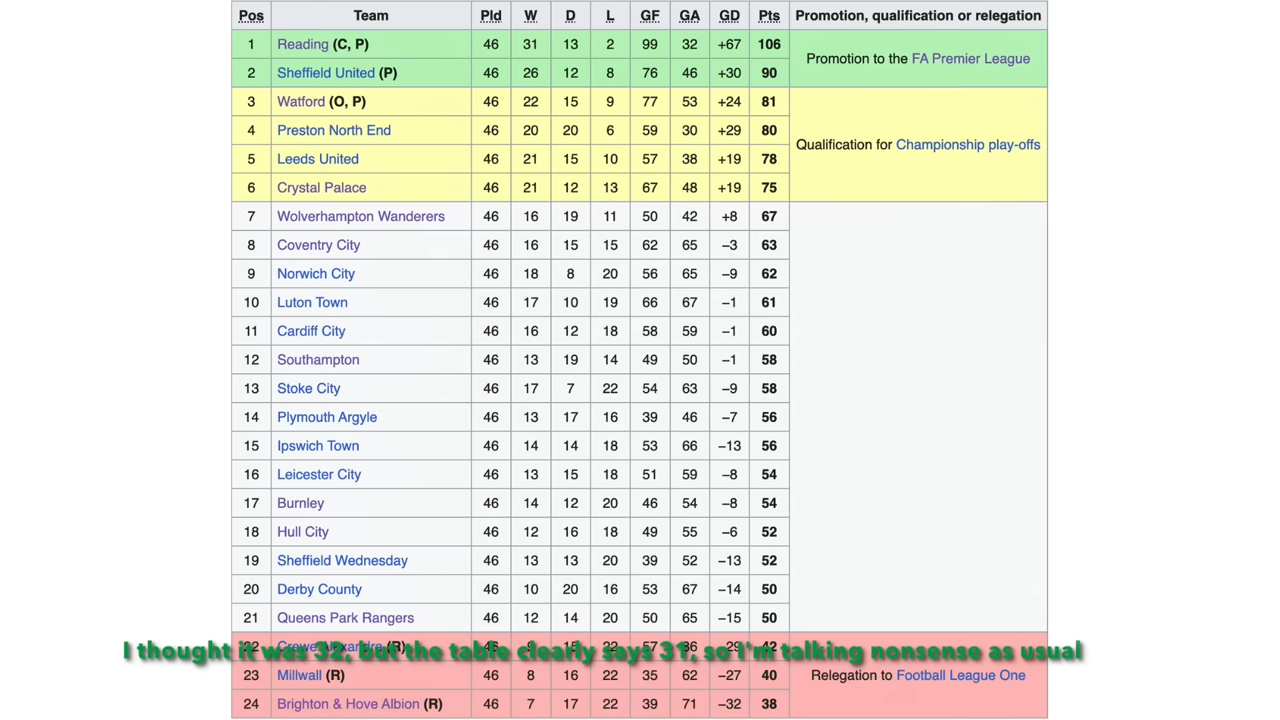 Pos Team Pld W D L GF GA GD Pts Promotion, qualification or relegation
1 Reading (C, P) 46 31 13 2 99 32 +67 106 Promotion to the FA Premier League
2 Sheffield United (P) 46 26 12 8 76 46 +30 90
3 Watford (O, P) 46 22 15 9 77 53 +24 81 Qualification for Championship play-offs
4 Preston North End 46 20 20 6 59 30 +29 80
5 Leeds United 46 21 15 10 57 38 +19 78
6 Crystal Palace 46 21 12 13 67 48 +19 75
7 Wolverhampton Wanderers 46 16 19 11 50 42 +8 67
8 Coventry City 46 16 15 15 62 65 −3 63
9 Norwich City 46 18 8 20 56 65 −9 62
10 Luton Town 46 17 10 19 66 67 −1 61
11 Cardiff City 46 16 12 18 58 59 −1 60
12 Southampton 46 13 19 14 49 50 −1 58
13 Stoke City 46 17 7 22 54 63 −9 58
14 Plymouth Argyle 46 13 17 16 39 46 −7 56
15 Ipswich Town 46 14 14 18 53 66 −13 56
16 Leicester City 46 13 15 18 51 59 −8 54
17 Burnley 46 14 12 20 46 54 −8 54
18 Hull City 46 12 16 18 49 55 −6 52
19 Sheffield Wednesday 46 13 13 20 39 52 −13 52
20 Derby County 46 10 20 16 53 67 −14 50
21 Queens Park Rangers 46 12 14 20 50 65 −15 50
22 Crewe Alexandra (R) 46 9 15 22 57 86 −29 42
I thought it was 32, but the table clearly says 31, so I'm talking nonsense as usual
23 Millwall (R) 46 8 16 22 35 62 −27 40 Relegation to Football League One
24 Brighton & Hove Albion (R) 46 7 17 22 39 71 −32 38